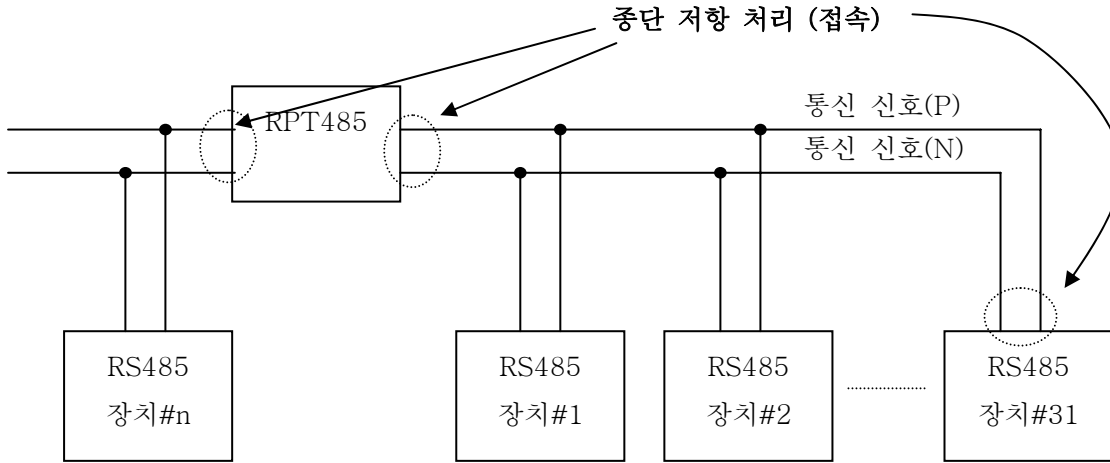 종단 저항 처리 (접속)
RPT485
통신 신호(P)
통신 신호(N)
RS485
장치#n
RS485
장치#1
RS485
장치#2
RS485
장치#31